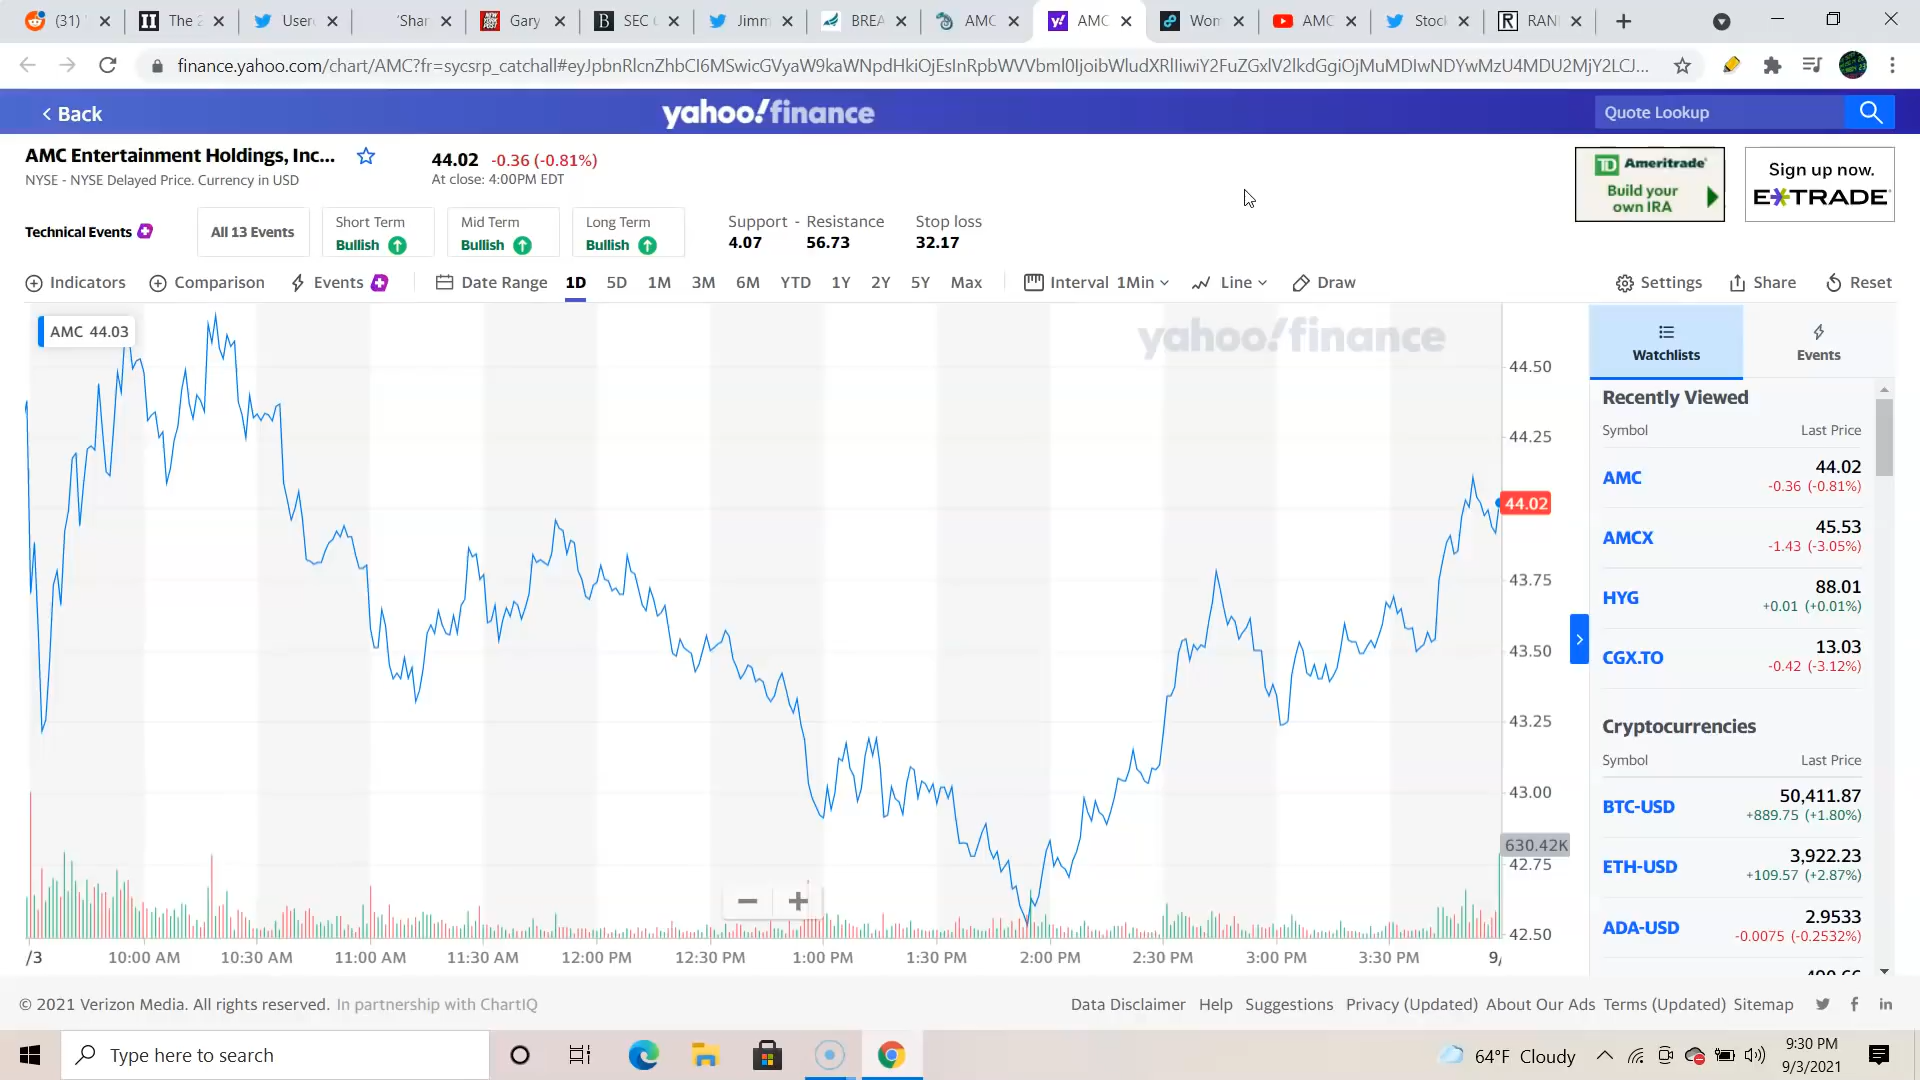 (31)
The 2
User
'Shar
Gary
SEC
Jimm
BREA
AMC
AMC
Wom
AMC
Stoc
RAN
finance.yahoo.com/chart/AMC?fr=sycsrp_catchall#eyJpbnRlcnZhbCI6MSwicGVyaW9kaWNpdHkiOjEsInRpbWVVbml0IjoibWludXRlIiwiY2FuZGxlV2lkdGgiOjMuMDIwNDYwMzU4MDU2MjY2LCJ...
Back
yahoo!finance
Quote Lookup
AMC Entertainment Holdings, Inc...
44.02 -0.36 (-0.81%)
NYSE - NYSE Delayed Price. Currency in USD
At close: 4:00PM EDT
TD Ameritrade
Build your
own IRA
Sign up now.
E*TRADE
Technical Events
All 13 Events
Short Term
Bullish
Mid Term
Bullish
Long Term
Bullish
Support - Resistance
4.07 56.73
Stop loss
32.17
Indicators Comparison Events Date Range 1D 5D 1M 3M 6M YTD 1Y 2Y 5Y Max Interval 1Min Line Draw Settings Share Reset
AMC 44.03
yahoo!finance
44.50
44.25
44.02
43.75
43.50
43.25
43.00
630.42K
42.75
42.50
/3 10:00 AM 10:30 AM 11:00 AM 11:30 AM 12:00 PM 12:30 PM 1:00 PM 1:30 PM 2:00 PM 2:30 PM 3:00 PM 3:30 PM 9/
Watchlists
Events
Recently Viewed
Symbol Last Price
AMC 44.02
-0.36 (-0.81%)
AMCX 45.53
-1.43 (-3.05%)
HYG 88.01
+0.01 (+0.01%)
CGX.TO 13.03
-0.42 (-3.12%)
Cryptocurrencies
Symbol Last Price
BTC-USD 50,411.87
+889.75 (+1.80%)
ETH-USD 3,922.23
+109.57 (+2.87%)
ADA-USD 2.9533
-0.0075 (-0.2532%)
© 2021 Verizon Media. All rights reserved. In partnership with ChartIQ
Data Disclaimer Help Suggestions Privacy (Updated) About Our Ads Terms (Updated) Sitemap
Type here to search
64°F Cloudy
9:30 PM
9/3/2021